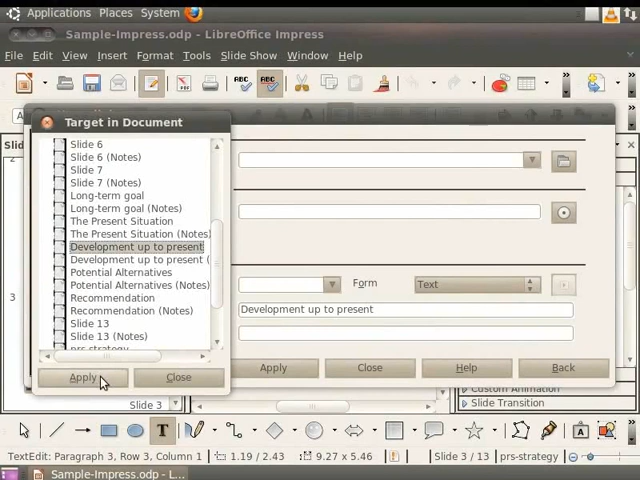 Applications Places System
Sample-Impress.odp - LibreOffice Impress
File Edit View Insert Format Tools Slide Show Window Help
ABC ABC
Target in Document
Slide 6
Slide 6 (Notes)
Slide 7
Slide 7 (Notes)
Long-term goal
Long-term goal (Notes)
The Present Situation
The Present Situation (Notes)
Development up to present
Development up to present (
Potential Alternatives
Potential Alternatives (Notes)
Recommendation
Recommendation (Notes)
Slide 13
Slide 13 (Notes)
prs-strategy
Apply Close
Form Text
Development up to present
Apply Close Help Back
3
Slide 3
Custom Animation
Slide Transition
TextEdit: Paragraph 3, Row 3, Column 1 1.19 / 2.43 9.27 x 5.46 Slide 3 / 13 prs-strategy
Sample-Impress.odp - L...